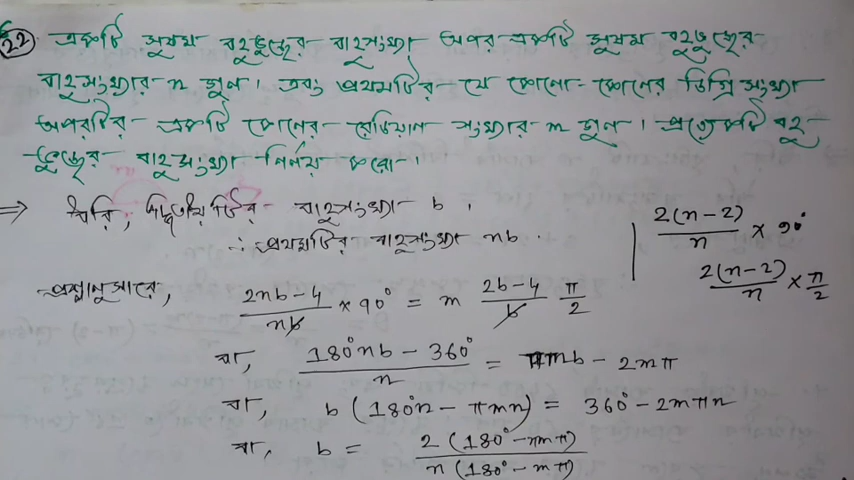 22 একটি সুষম বহুভুজের বাহুসংখ্যা অপর একটি সুষম বহুভুজের
বাহুসংখ্যার n গুন। এবং প্রথমটির যে কোনো কোনের ডিগ্রি সংখ্যা
অপরটির একটি কোনের রেডিয়ান সংখ্যার m গুন। প্রত্যেকটি বহু
ভুজের বাহুসংখ্যা নির্নয় করো।
⇒ ধরি, দ্বিতীয়টির বাহুসংখ্যা b.
∴ প্রথমটির বাহুসংখ্যা nb.
2(n-2)/n × 90°
2(n-2)/n × π/2
প্রশ্নানুসারে, (2nb-4)/(nb) × 90° = m (2b-4)/b π/2
বা, (180°nb - 360°)/n = πmb - 2mπ
বা, b(180°n - πmn) = 360° - 2mπn
বা, b = 2(180° - nmπ)/n(180° - mπ)